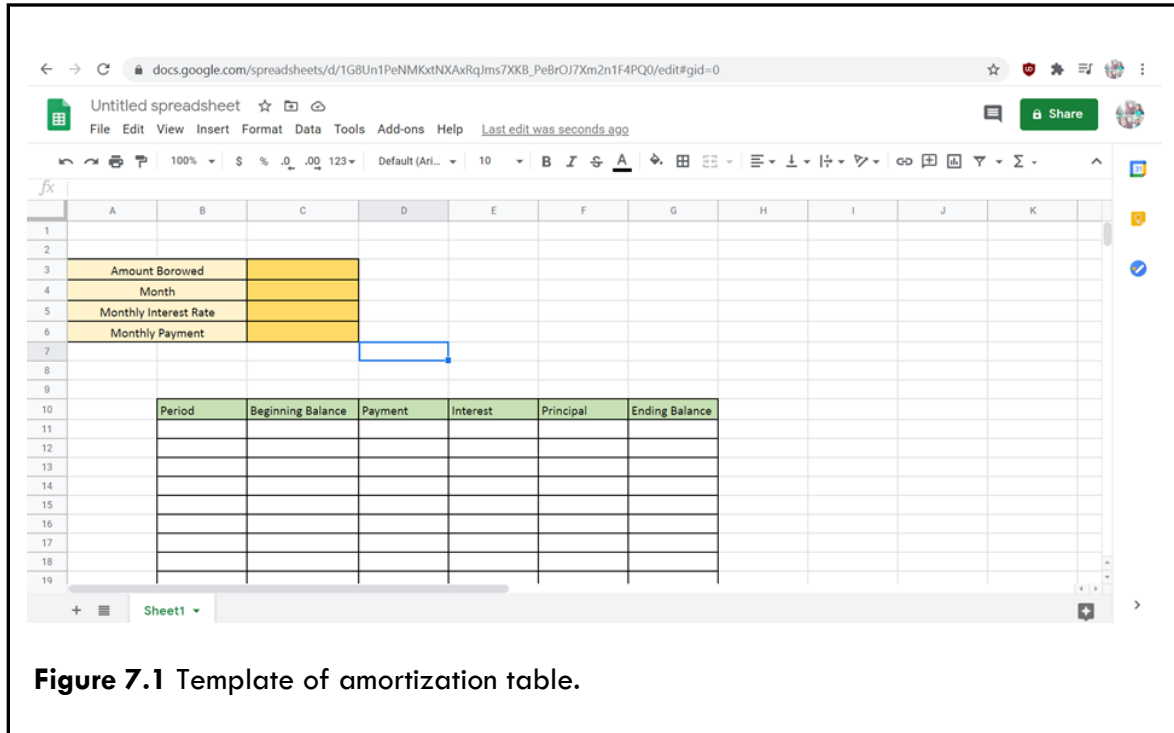 docs.google.com/spreadsheets/d/1G8Un1PeNMKxtNXAxRqJms7XKB_PeBrOJ7Xm2n1F4PQ0/edit#gid=0
Untitled spreadsheet
File Edit View Insert Format Data Tools Add-ons Help Last edit was seconds ago
Share
100% $ % .0 .00 123 Default (Ari... 10 B I S A Σ
31
fx
A B C D E F G H I J K
1
2
3 Amount Borowed
4 Month
5 Monthly Interest Rate
6 Monthly Payment
7
8
9
10 Period Beginning Balance Payment Interest Principal Ending Balance
11
12
13
14
15
16
17
18
19
+ Sheet1
Figure 7.1 Template of amortization table.